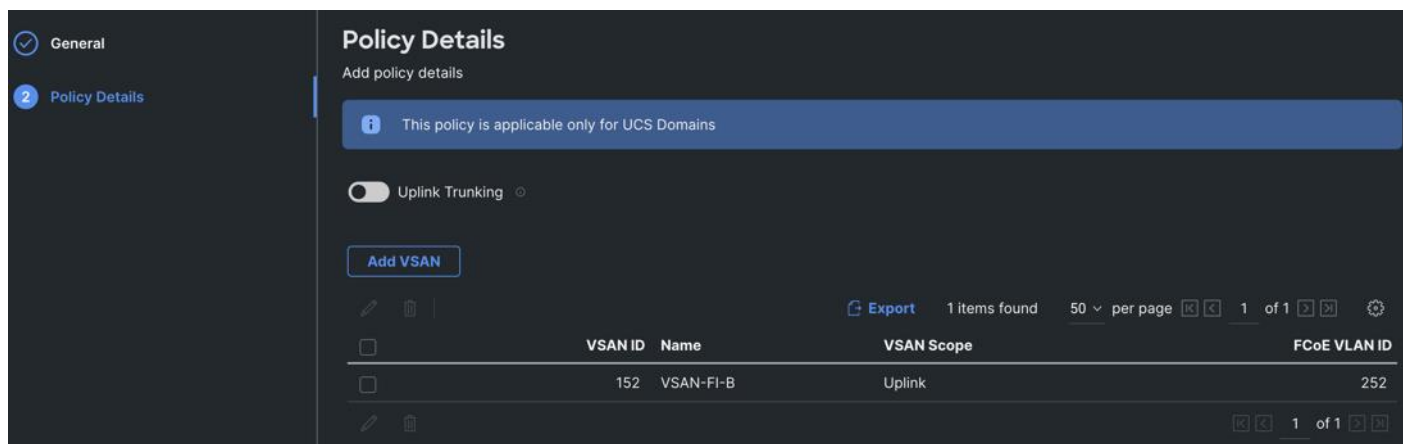 General
2 Policy Details
Policy Details
Add policy details
This policy is applicable only for UCS Domains
Uplink Trunking
Add VSAN
Export 1 items found 50 per page 1 of 1
VSAN ID Name VSAN Scope FCoE VLAN ID
152 VSAN-FI-B Uplink 252
1 of 1